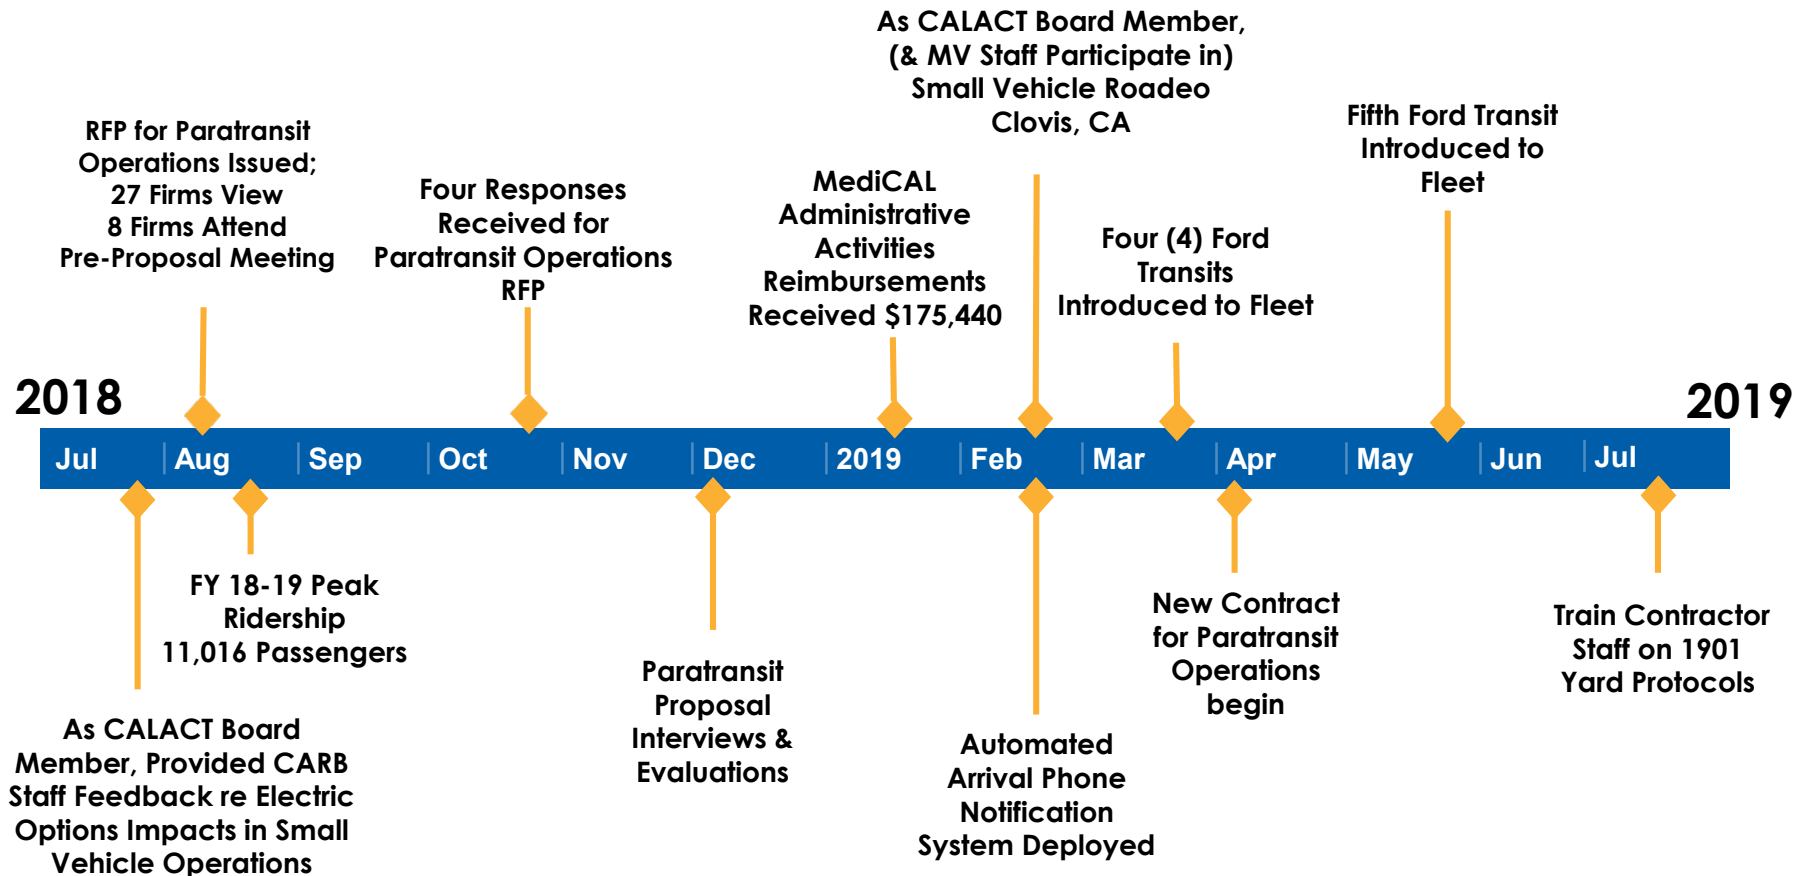 RFP for Paratransit
Operations Issued;
27 Firms View
8 Firms Attend
Pre-Proposal Meeting
Four Responses
Received for
Paratransit Operations
RFP
MediCAL
Administrative
Activities
Reimbursements
Received $175,440
As CALACT Board Member,
(& MV Staff Participate in)
Small Vehicle Roadeo
Clovis, CA
Four (4) Ford
Transits
Introduced to Fleet
Fifth Ford Transit
Introduced to
Fleet
2018
2019
Jul
Aug
Sep
Oct
Nov
Dec
2019
Feb
Mar
Apr
May
Jun
Jul
As CALACT Board
Member, Provided CARB
Staff Feedback re Electric
Options Impacts in Small
Vehicle Operations
FY 18-19 Peak
Ridership
11,016 Passengers
Paratransit
Proposal
Interviews &
Evaluations
Automated
Arrival Phone
Notification
System Deployed
New Contract
for Paratransit
Operations
begin
Train Contractor
Staff on 1901
Yard Protocols